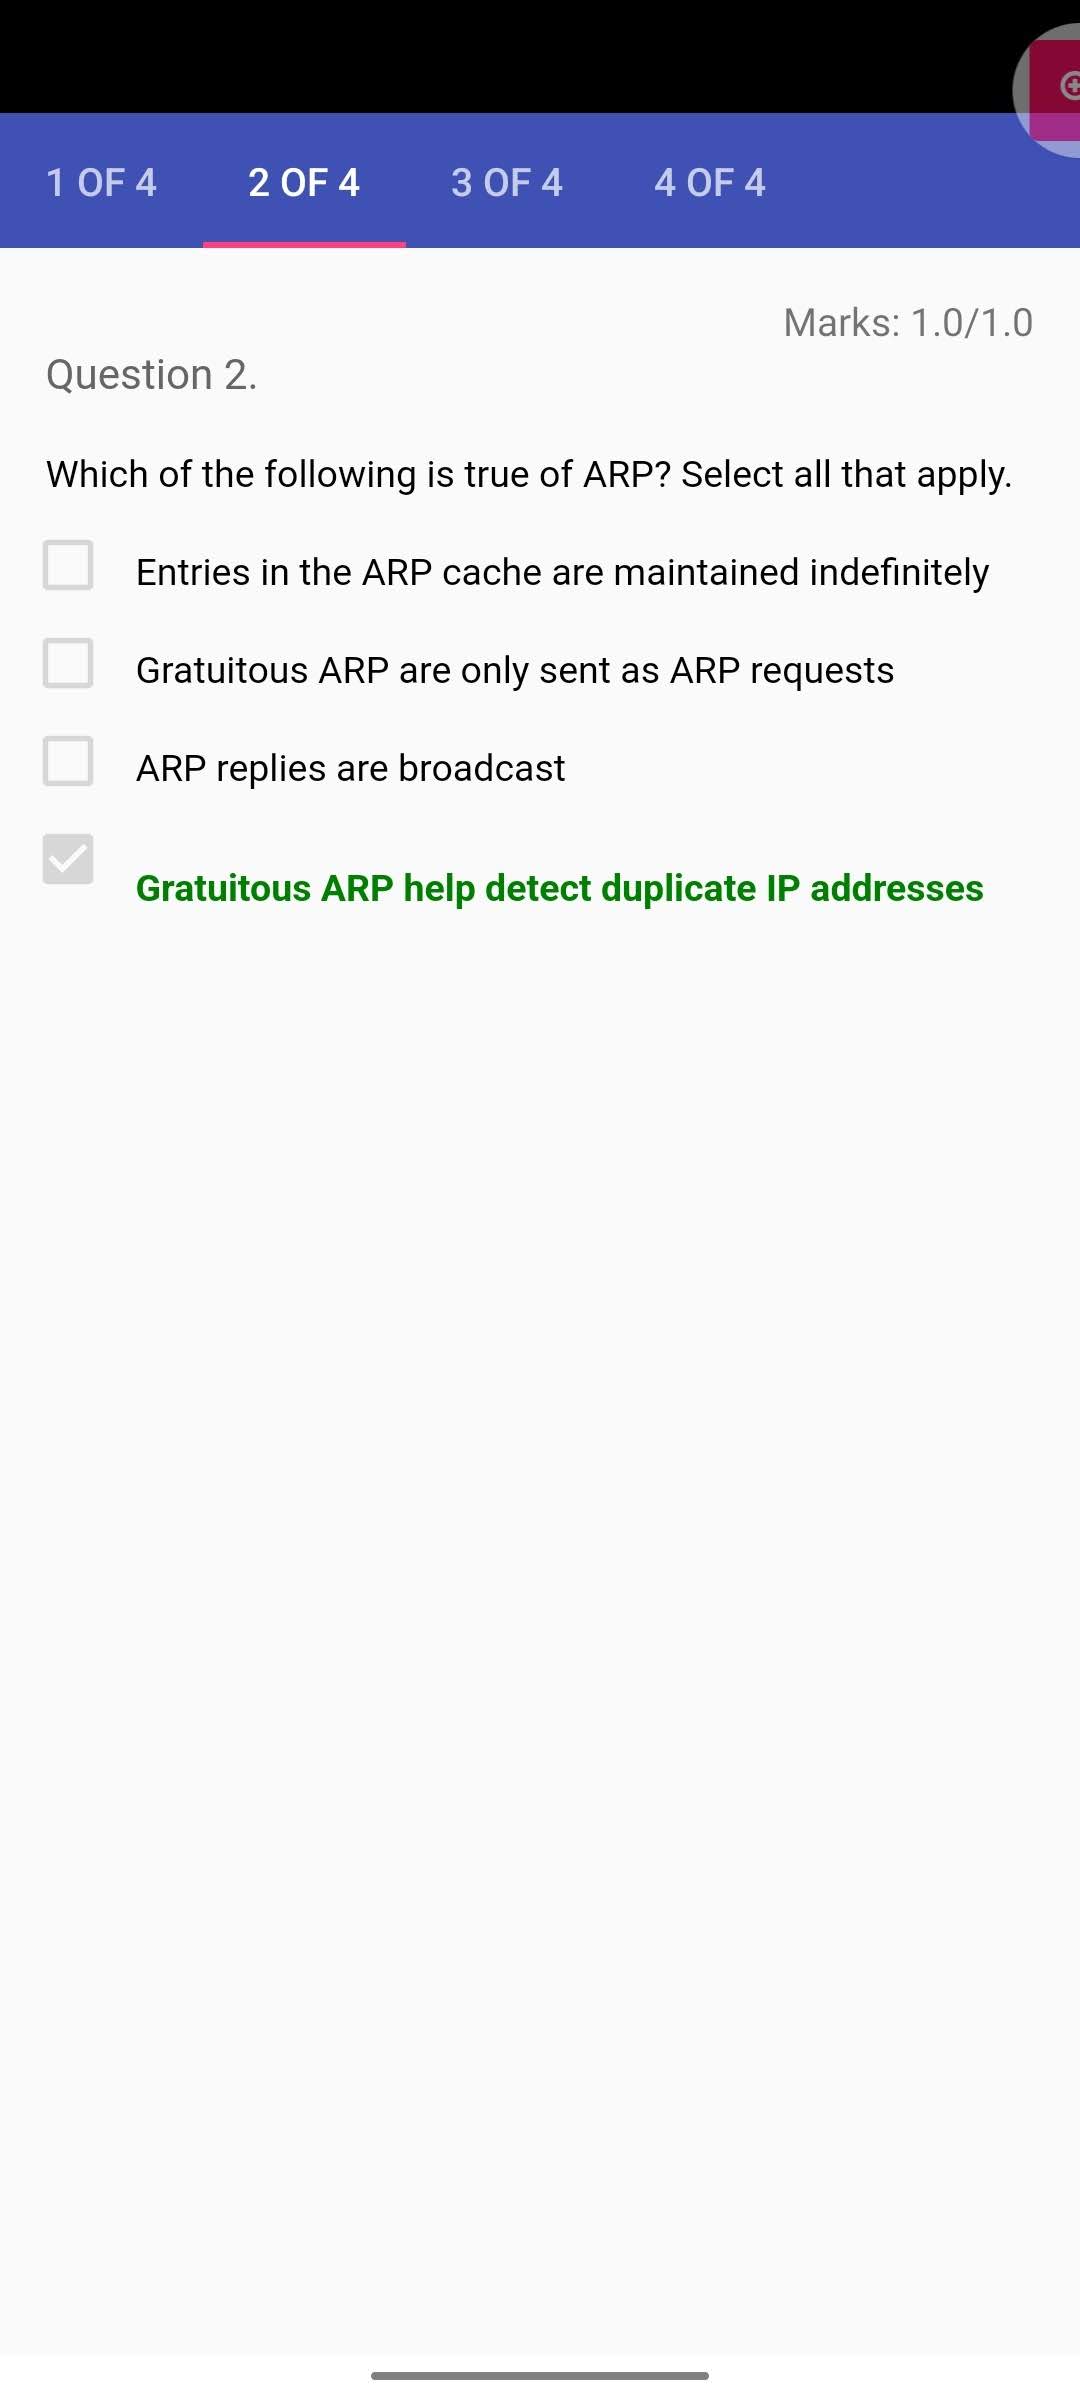 1 OF 4 2 OF 4 3 OF 4 4 OF 4
Marks: 1.0/1.0
Question 2.
Which of the following is true of ARP? Select all that apply.
Entries in the ARP cache are maintained indefinitely
Gratuitous ARP are only sent as ARP requests
ARP replies are broadcast
Gratuitous ARP help detect duplicate IP addresses